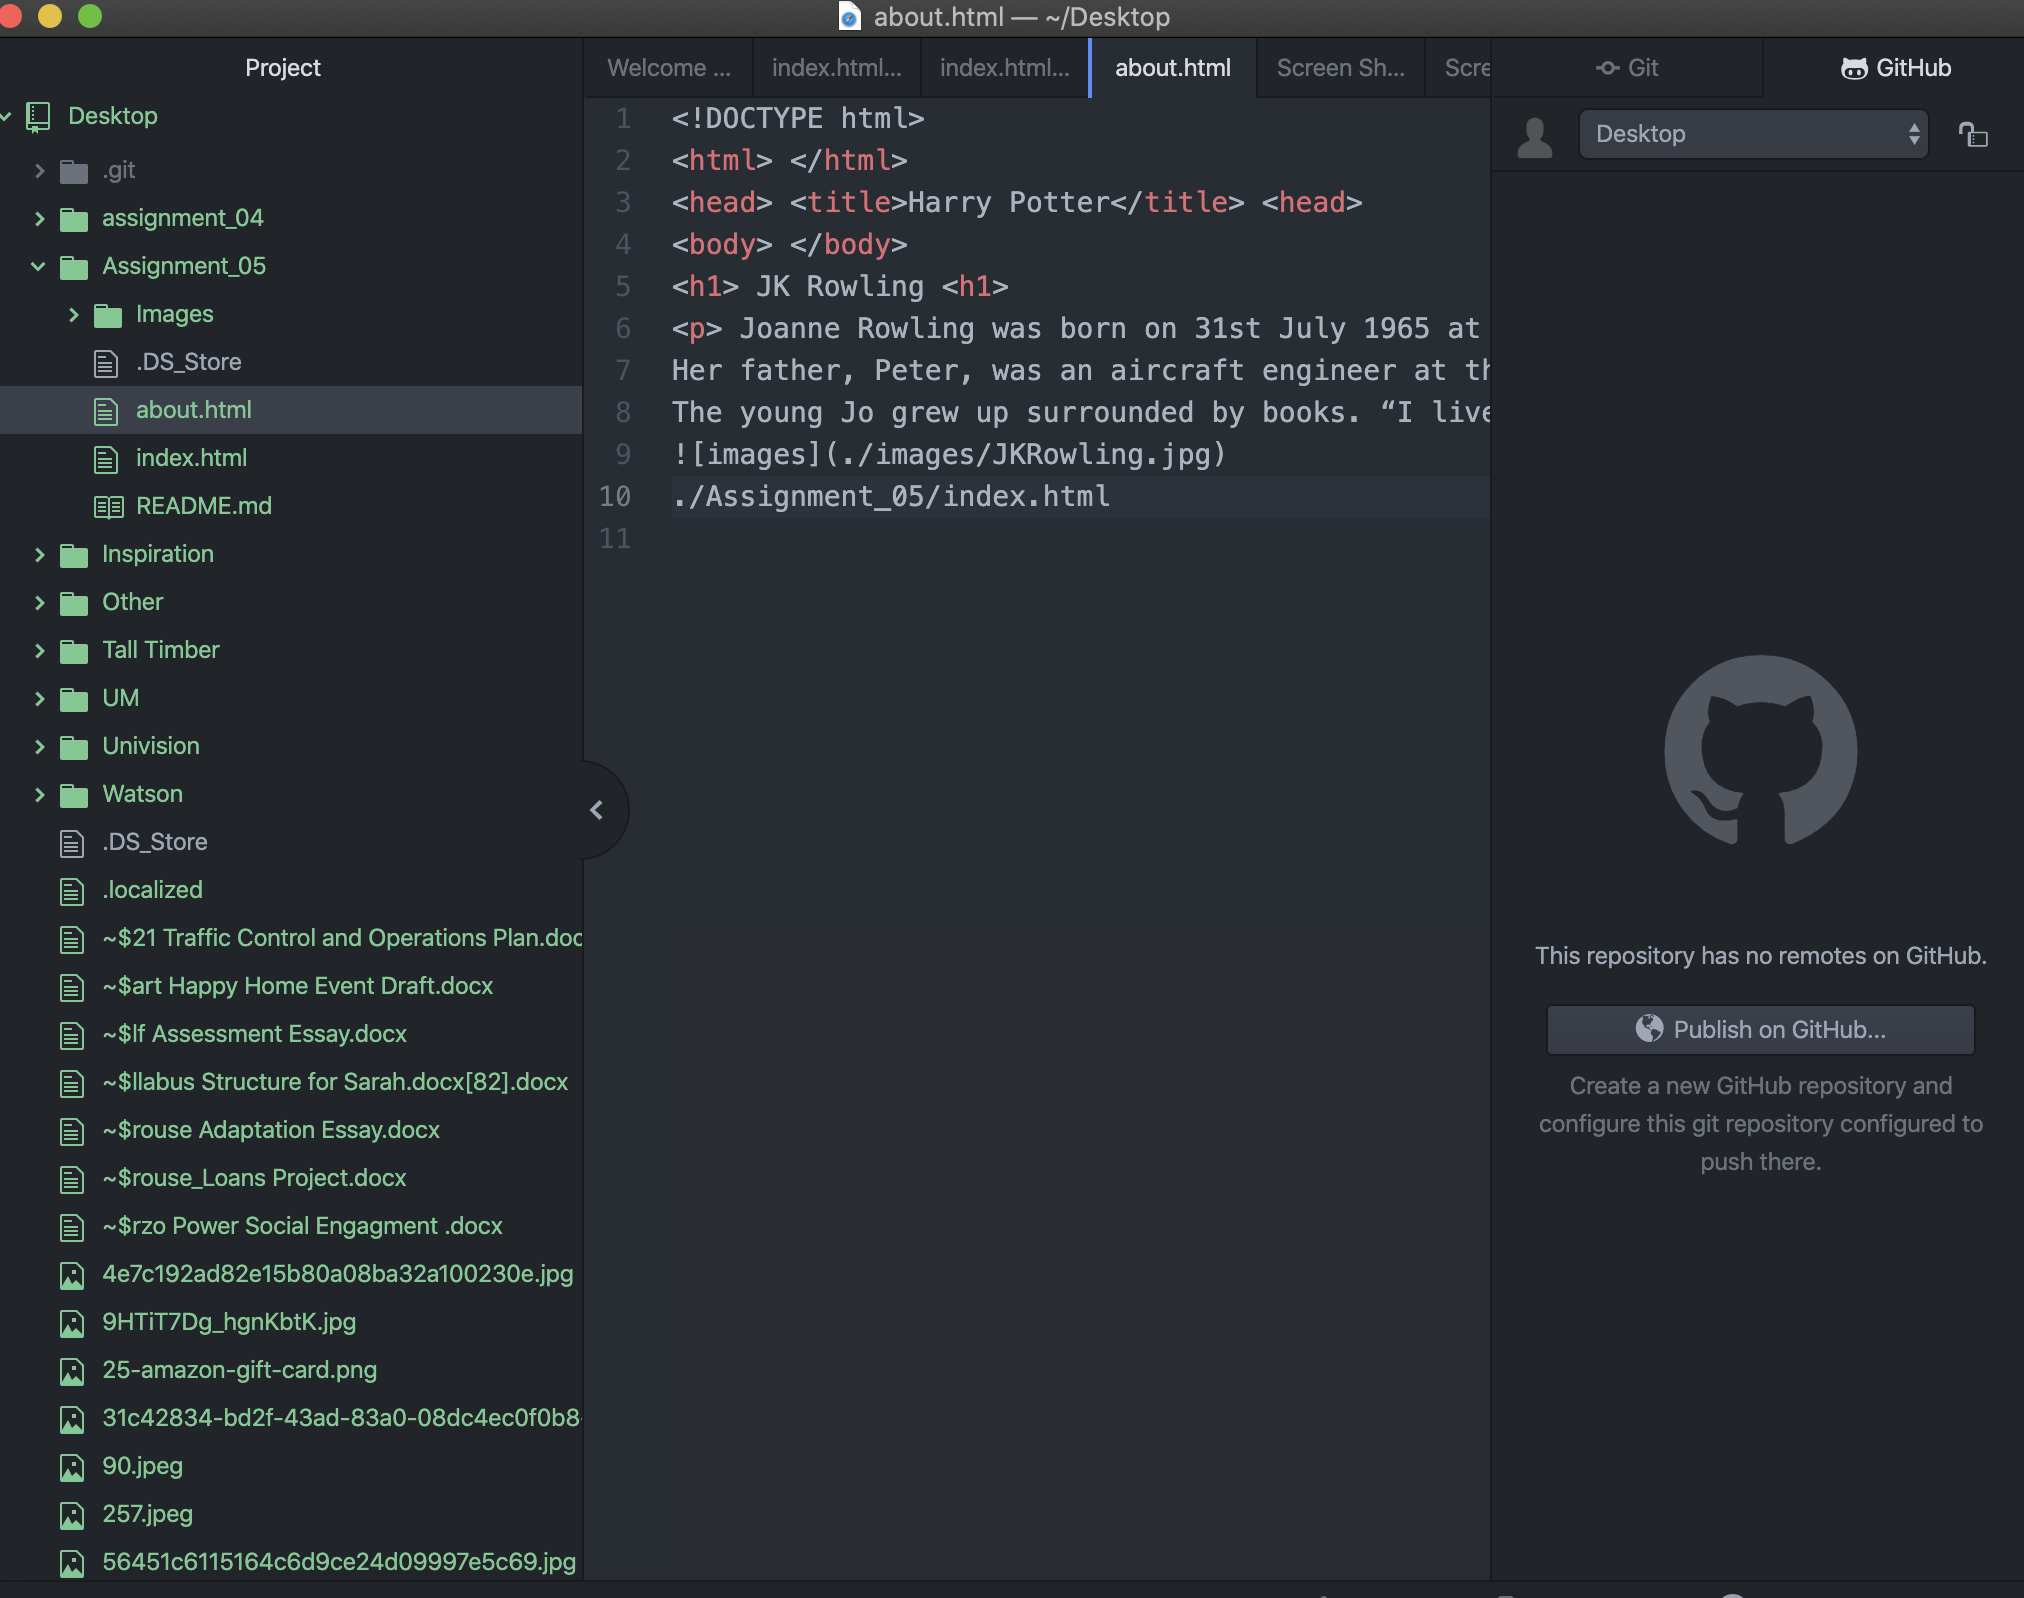 about.html — ~/Desktop
Project
Desktop
.git
assignment_04
Assignment_05
Images
.DS_Store
about.html
index.html
README.md
Inspiration
Other
Tall Timber
UM
Univision
Watson
.DS_Store
.localized
~$21 Traffic Control and Operations Plan.doc
~$art Happy Home Event Draft.docx
~$lf Assessment Essay.docx
~$llabus Structure for Sarah.docx[82].docx
~$rouse Adaptation Essay.docx
~$rouse_Loans Project.docx
~$rzo Power Social Engagment .docx
4e7c192ad82e15b80a08ba32a100230e.jpg
9HTiT7Dg_hgnKbtK.jpg
25-amazon-gift-card.png
31c42834-bd2f-43ad-83a0-08dc4ec0f0b8-
90.jpeg
257.jpeg
56451c6115164c6d9ce24d09997e5c69.jpg
Welcome ... index.html... index.html... about.html Screen Sh... Scre
1 <!DOCTYPE html>
2 <html> </html>
3 <head> <title>Harry Potter</title> <head>
4 <body> </body>
5 <h1> JK Rowling <h1>
6 <p> Joanne Rowling was born on 31st July 1965 at
7 Her father, Peter, was an aircraft engineer at th
8 The young Jo grew up surrounded by books. “I live
9 ![images](./images/JKRowling.jpg)
10 ./Assignment_05/index.html
11
Git GitHub
Desktop
This repository has no remotes on GitHub.
Publish on GitHub...
Create a new GitHub repository and
configure this git repository configured to
push there.